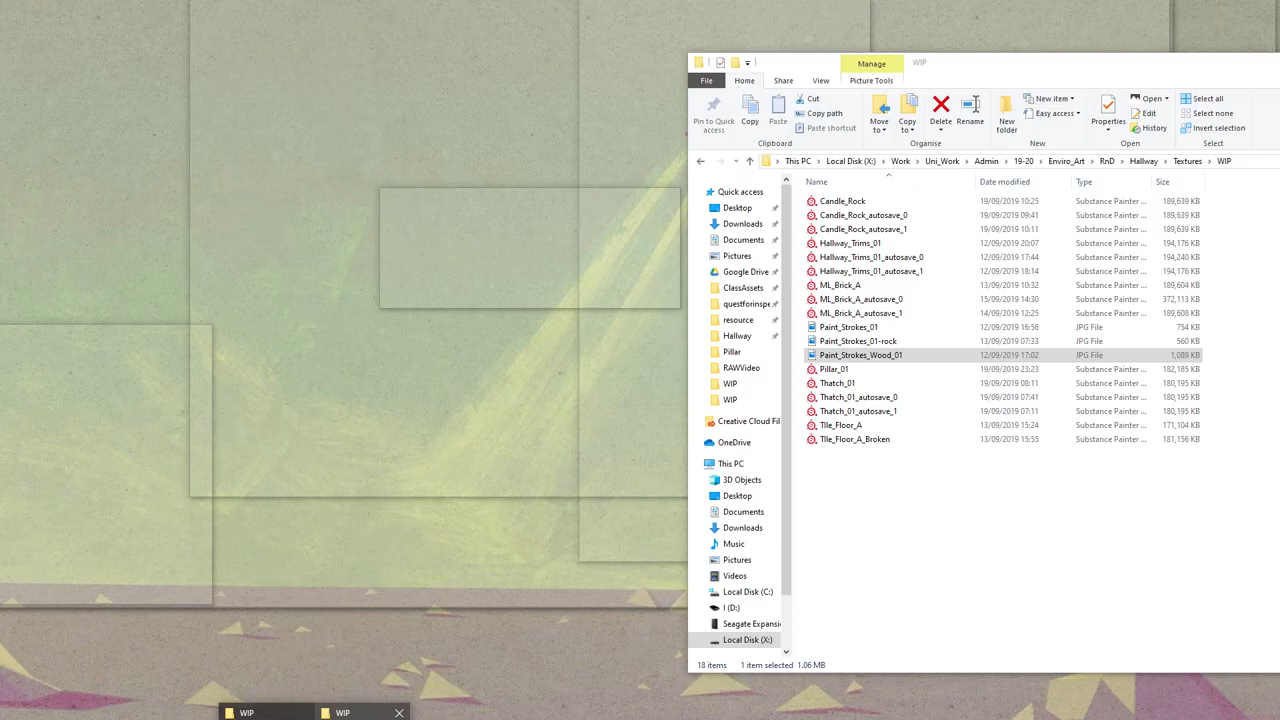 Manage
WIP
File
Home
Share
View
Picture Tools
Pin to Quick access
Copy
Paste
Cut
Copy path
Paste shortcut
Clipboard
Move to
Copy to
Delete
Rename
Organise
New folder
New item
Easy access
New
Properties
Open
Edit
History
Open
Select all
Select none
Invert selection
Select
This PC
Local Disk (X:)
Work
Uni_Work
Admin
19-20
Enviro_Art
RnD
Hallway
Textures
WIP
Name
Date modified
Type
Size
Quick access
Desktop
Downloads
Documents
Pictures
Google Drive
ClassAssets
questforinspe
resource
Hallway
Pillar
RAWVideo
WIP
WIP
Creative Cloud Fil
OneDrive
This PC
3D Objects
Desktop
Documents
Downloads
Music
Pictures
Videos
Local Disk (C:)
I (D:)
Seagate Expansi
Local Disk (X:)
Candle_Rock 19/09/2019 10:25 Substance Painter ... 189,639 KB
Candle_Rock_autosave_0 19/09/2019 09:41 Substance Painter ... 189,639 KB
Candle_Rock_autosave_1 19/09/2019 10:11 Substance Painter ... 189,639 KB
Hallway_Trims_01 12/09/2019 20:07 Substance Painter ... 194,176 KB
Hallway_Trims_01_autosave_0 12/09/2019 17:44 Substance Painter ... 194,240 KB
Hallway_Trims_01_autosave_1 12/09/2019 18:14 Substance Painter ... 194,176 KB
ML_Brick_A 13/09/2019 10:32 Substance Painter ... 189,604 KB
ML_Brick_A_autosave_0 15/09/2019 14:30 Substance Painter ... 372,113 KB
ML_Brick_A_autosave_1 14/09/2019 12:25 Substance Painter ... 189,608 KB
Paint_Strokes_01 12/09/2019 16:56 JPG File 754 KB
Paint_Strokes_01-rock 13/09/2019 07:33 JPG File 560 KB
Paint_Strokes_Wood_01 12/09/2019 17:02 JPG File 1,089 KB
Pillar_01 19/09/2019 23:23 Substance Painter ... 182,185 KB
Thatch_01 19/09/2019 08:11 Substance Painter ... 180,195 KB
Thatch_01_autosave_0 19/09/2019 07:41 Substance Painter ... 180,195 KB
Thatch_01_autosave_1 19/09/2019 07:11 Substance Painter ... 180,195 KB
TIle_Floor_A 13/09/2019 15:24 Substance Painter ... 171,104 KB
TIle_Floor_A_Broken 13/09/2019 15:55 Substance Painter ... 181,156 KB
18 items 1 item selected 1.06 MB
WIP
WIP